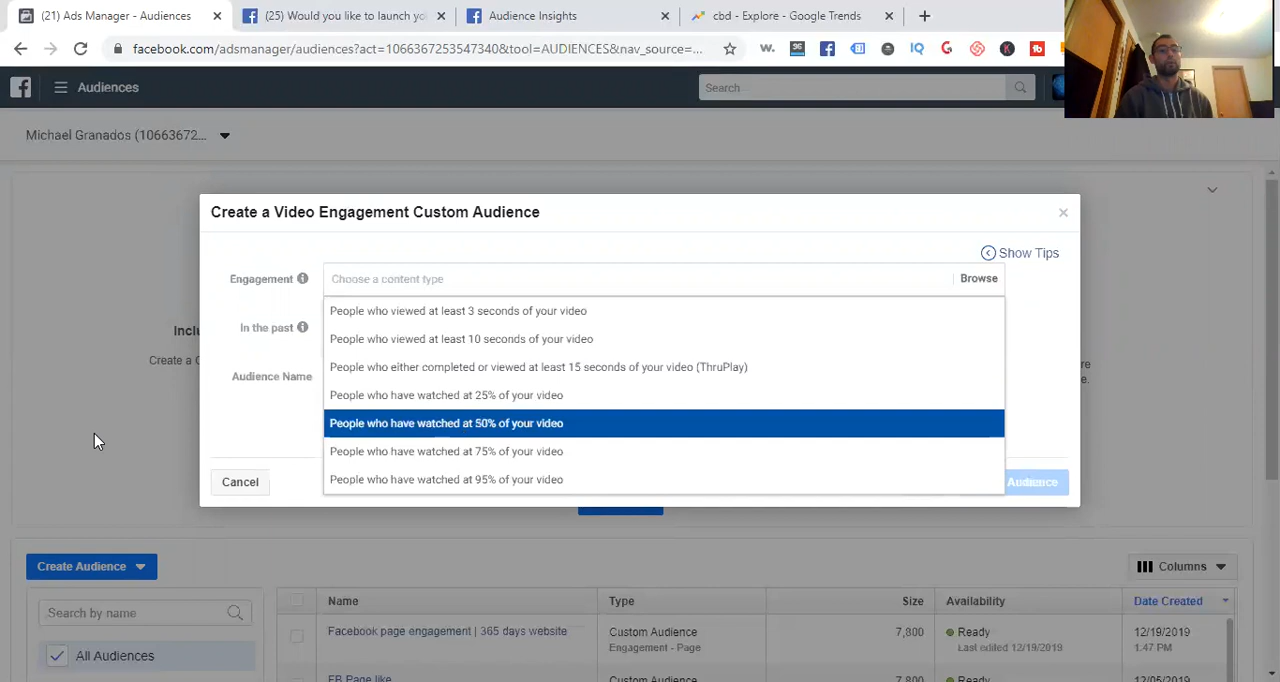 (21) Ads Manager - Audiences
(25) Would you like to launch yo
Audience Insights
cbd - Explore - Google Trends
facebook.com/adsmanager/audiences?act=1066367253547340&tool=AUDIENCES&nav_source=...
Audiences
Search...
Michael Granados (10663672...
Create a Video Engagement Custom Audience
Show Tips
Engagement
Choose a content type
Browse
People who viewed at least 3 seconds of your video
In the past
People who viewed at least 10 seconds of your video
People who either completed or viewed at least 15 seconds of your video (ThruPlay)
Audience Name
People who have watched at 25% of your video
People who have watched at 50% of your video
People who have watched at 75% of your video
People who have watched at 95% of your video
Cancel
Audience
Inclu
Create a C
re
e.
Create Audience
Columns
Search by name
All Audiences
Name
Type
Size
Availability
Date Created
Facebook page engagement | 365 days website
Custom Audience
Engagement - Page
7,800
Ready
Last edited 12/19/2019
12/19/2019
1:47 PM
FB Page like
Custom Audience
7,800
Ready
12/05/2019